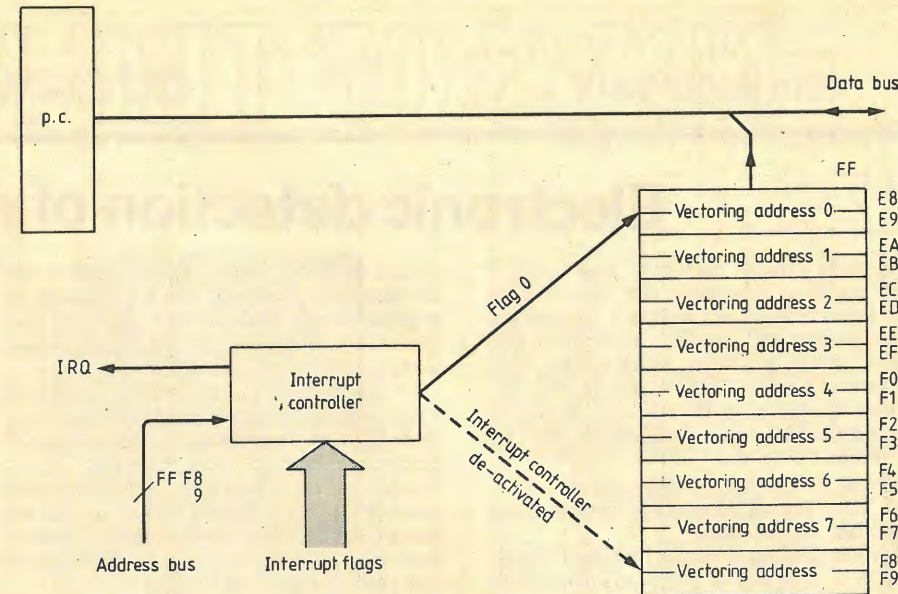 p.c.
Data bus
FF
Vectoring address 0
E8
E9
Vectoring address 1
EA
EB
Vectoring address 2
EC
ED
Vectoring address 3
EE
EF
Vectoring address 4
F0
F1
Vectoring address 5
F2
F3
Vectoring address 6
F4
F5
Vectoring address 7
F6
F7
Vectoring address
F8
F9
Flag 0
IRQ
Interrupt
controller
Interrupt controller
de-activated
FF F8
9
Address bus
Interrupt flags